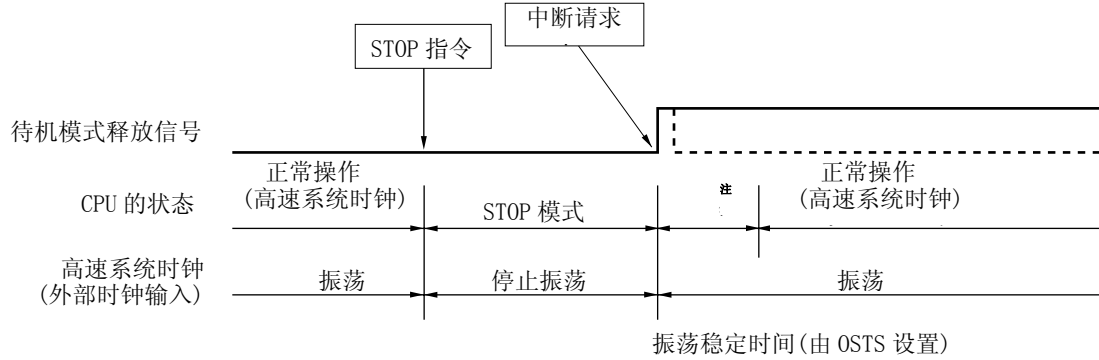 中断请求
STOP 指令
待机模式释放信号
正常操作
(高速系统时钟)
正常操作
(高速系统时钟)
CPU 的状态
STOP 模式
注
高速系统时钟
(外部时钟输入)
振荡
停止振荡
振荡
振荡稳定时间(由 OSTS 设置)